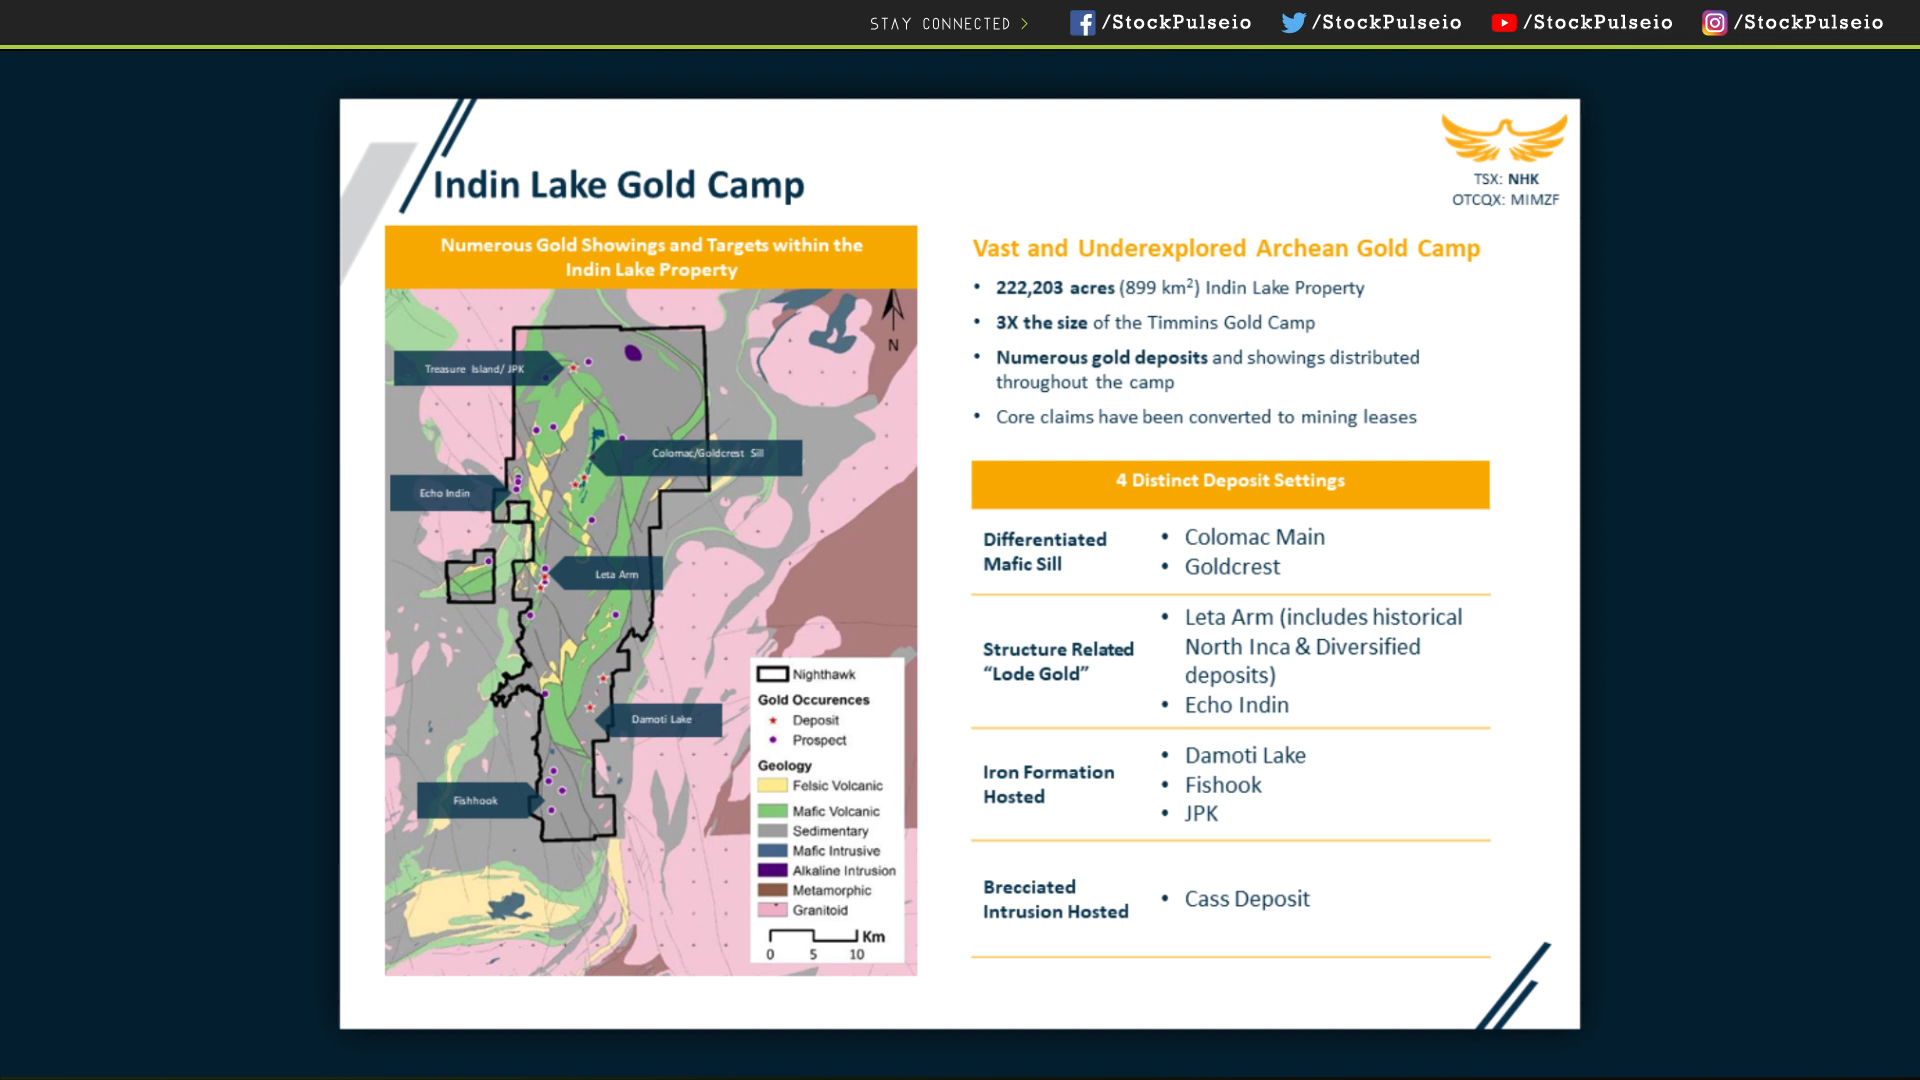 STAY CONNECTED >
/StockPulseio
/StockPulseio
/StockPulseio
/StockPulseio
Indin Lake Gold Camp
TSX: NHK
OTCQX: MIMZF
Numerous Gold Showings and Targets within the
Indin Lake Property
N
Treasure Island/ JPK
Colomac/Goldcrest Sill
Echo Indin
Leta Arm
Damoti Lake
Fishhook
Nighthawk
Gold Occurences
Deposit
Prospect
Geology
Felsic Volcanic
Mafic Volcanic
Sedimentary
Mafic Intrusive
Alkaline Intrusion
Metamorphic
Granitoid
Km
0 5 10
Vast and Underexplored Archean Gold Camp
• 222,203 acres (899 km²) Indin Lake Property
• 3X the size of the Timmins Gold Camp
• Numerous gold deposits and showings distributed
throughout the camp
• Core claims have been converted to mining leases
4 Distinct Deposit Settings
Differentiated
Mafic Sill
• Colomac Main
• Goldcrest
Structure Related
“Lode Gold”
• Leta Arm (includes historical
North Inca & Diversified
deposits)
• Echo Indin
Iron Formation
Hosted
• Damoti Lake
• Fishook
• JPK
Brecciated
Intrusion Hosted
• Cass Deposit